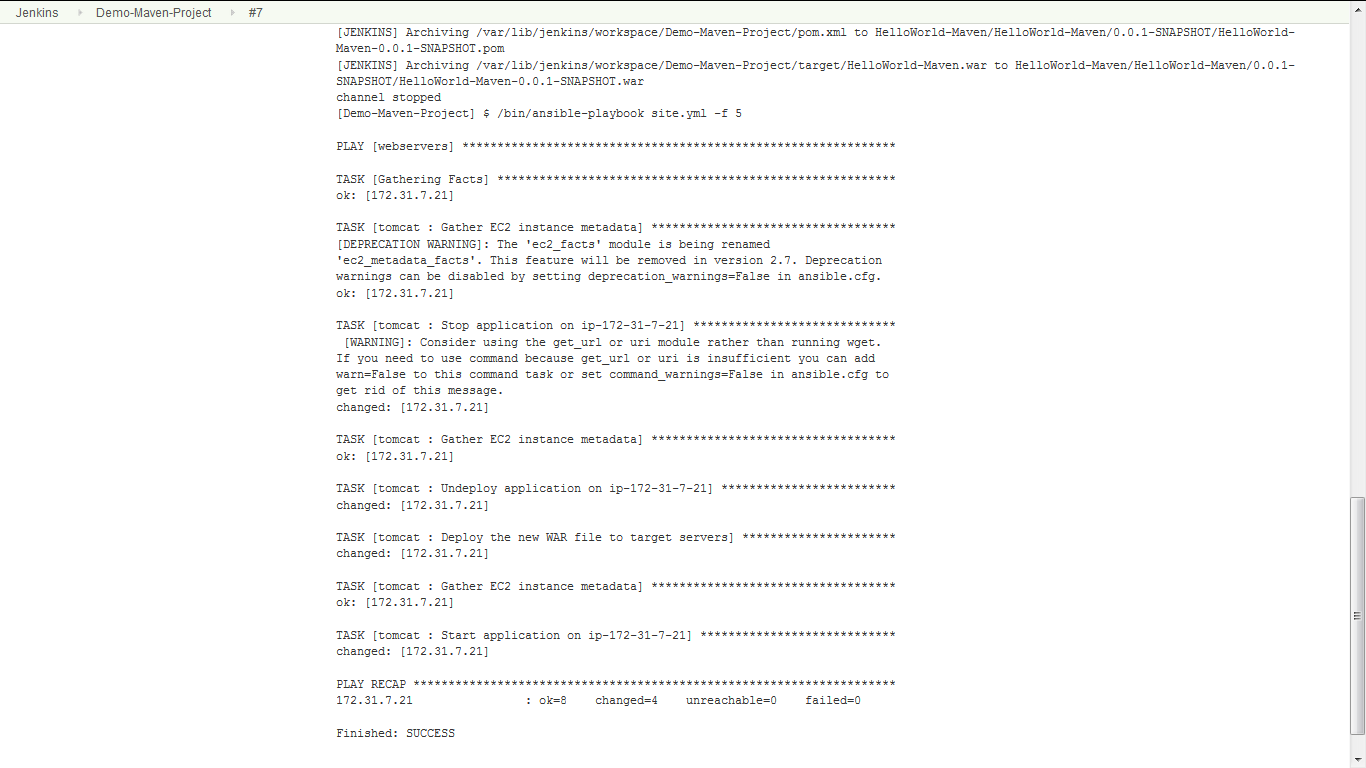 Jenkins Demo-Maven-Project #7
[JENKINS] Archiving /var/lib/jenkins/workspace/Demo-Maven-Project/pom.xml to HelloWorld-Maven/HelloWorld-Maven/0.0.1-SNAPSHOT/HelloWorld-
Maven-0.0.1-SNAPSHOT.pom
[JENKINS] Archiving /var/lib/jenkins/workspace/Demo-Maven-Project/target/HelloWorld-Maven.war to HelloWorld-Maven/HelloWorld-Maven/0.0.1-
SNAPSHOT/HelloWorld-Maven-0.0.1-SNAPSHOT.war
channel stopped
[Demo-Maven-Project] $ /bin/ansible-playbook site.yml -f 5
PLAY [webservers] **************************************************************
TASK [Gathering Facts] *********************************************************
ok: [172.31.7.21]
TASK [tomcat : Gather EC2 instance metadata] ***********************************
[DEPRECATION WARNING]: The 'ec2_facts' module is being renamed
'ec2_metadata_facts'. This feature will be removed in version 2.7. Deprecation
warnings can be disabled by setting deprecation_warnings=False in ansible.cfg.
ok: [172.31.7.21]
TASK [tomcat : Stop application on ip-172-31-7-21] *****************************
[WARNING]: Consider using the get_url or uri module rather than running wget.
If you need to use command because get_url or uri is insufficient you can add
warn=False to this command task or set command_warnings=False in ansible.cfg to
get rid of this message.
changed: [172.31.7.21]
TASK [tomcat : Gather EC2 instance metadata] ***********************************
ok: [172.31.7.21]
TASK [tomcat : Undeploy application on ip-172-31-7-21] *************************
changed: [172.31.7.21]
TASK [tomcat : Deploy the new WAR file to target servers] **********************
changed: [172.31.7.21]
TASK [tomcat : Gather EC2 instance metadata] ***********************************
ok: [172.31.7.21]
TASK [tomcat : Start application on ip-172-31-7-21] ****************************
changed: [172.31.7.21]
PLAY RECAP *********************************************************************
172.31.7.21 : ok=8 changed=4 unreachable=0 failed=0
Finished: SUCCESS